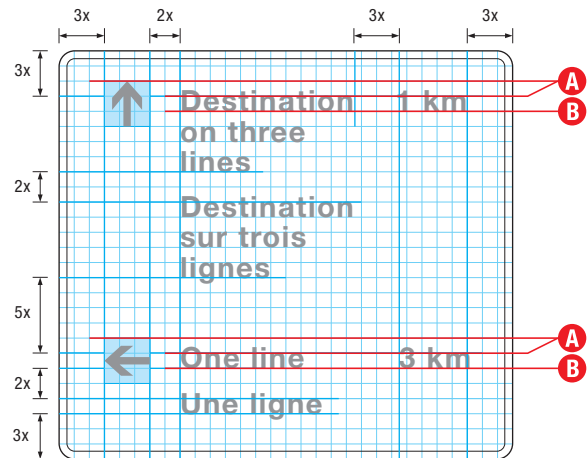 3x 2x 3x 3x
3x
A
Destination 1 km
B
on three
lines
2x
Destination
sur trois
lignes
5x
A
One line 3 km
B
2x
Une ligne
3x